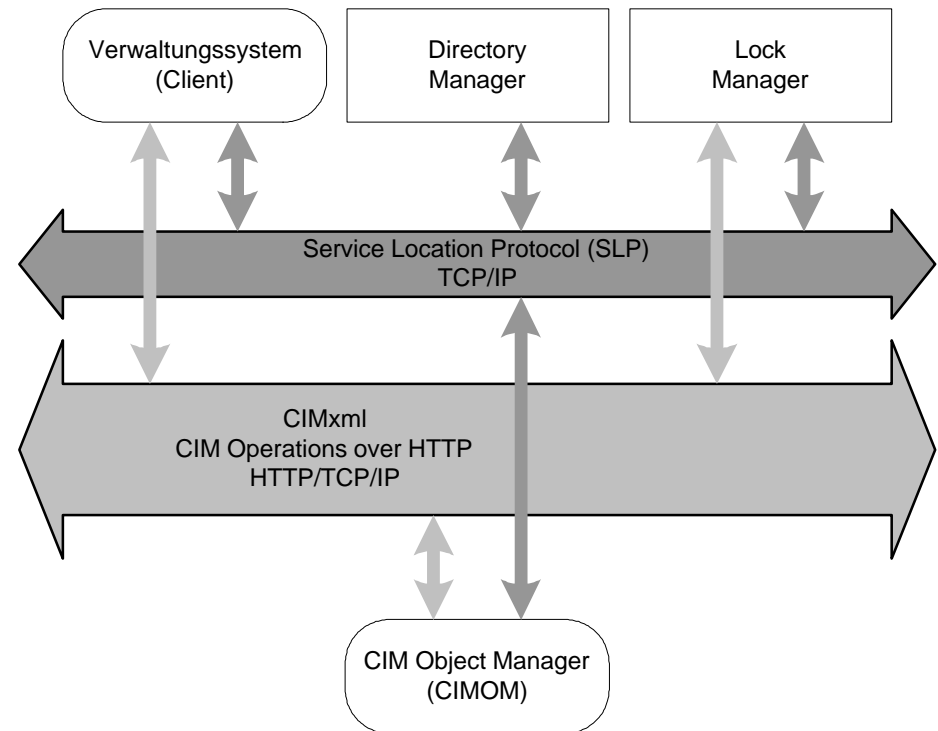 Verwaltungssystem
(Client)
Directory
Manager
Lock
Manager
Service Location Protocol (SLP)
TCP/IP
CIMxml
CIM Operations over HTTP
HTTP/TCP/IP
CIM Object Manager
(CIMOM)